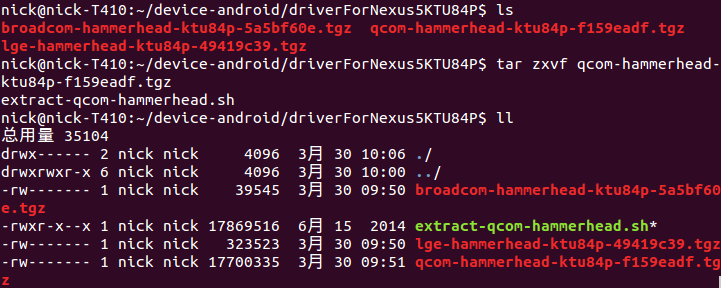 nick@nick-T410:~/device-android/driverForNexus5KTU84P$ ls
broadcom-hammerhead-ktu84p-5a5bf60e.tgz  qcom-hammerhead-ktu84p-f159eadf.tgz
lge-hammerhead-ktu84p-49419c39.tgz
nick@nick-T410:~/device-android/driverForNexus5KTU84P$ tar zxvf qcom-hammerhead-
ktu84p-f159eadf.tgz
extract-qcom-hammerhead.sh
nick@nick-T410:~/device-android/driverForNexus5KTU84P$ ll
总用量 35104
drwx------ 2 nick nick     4096  3月 30 10:06 ./
drwxrwxr-x 6 nick nick     4096  3月 30 10:00 ../
-rw------- 1 nick nick    39545  3月 30 09:50 broadcom-hammerhead-ktu84p-5a5bf60
e.tgz
-rwxr-x--x 1 nick nick 17869516  6月 15  2014 extract-qcom-hammerhead.sh*
-rw------- 1 nick nick   323523  3月 30 09:50 lge-hammerhead-ktu84p-49419c39.tgz
-rw------- 1 nick nick 17700335  3月 30 09:51 qcom-hammerhead-ktu84p-f159eadf.tg
z